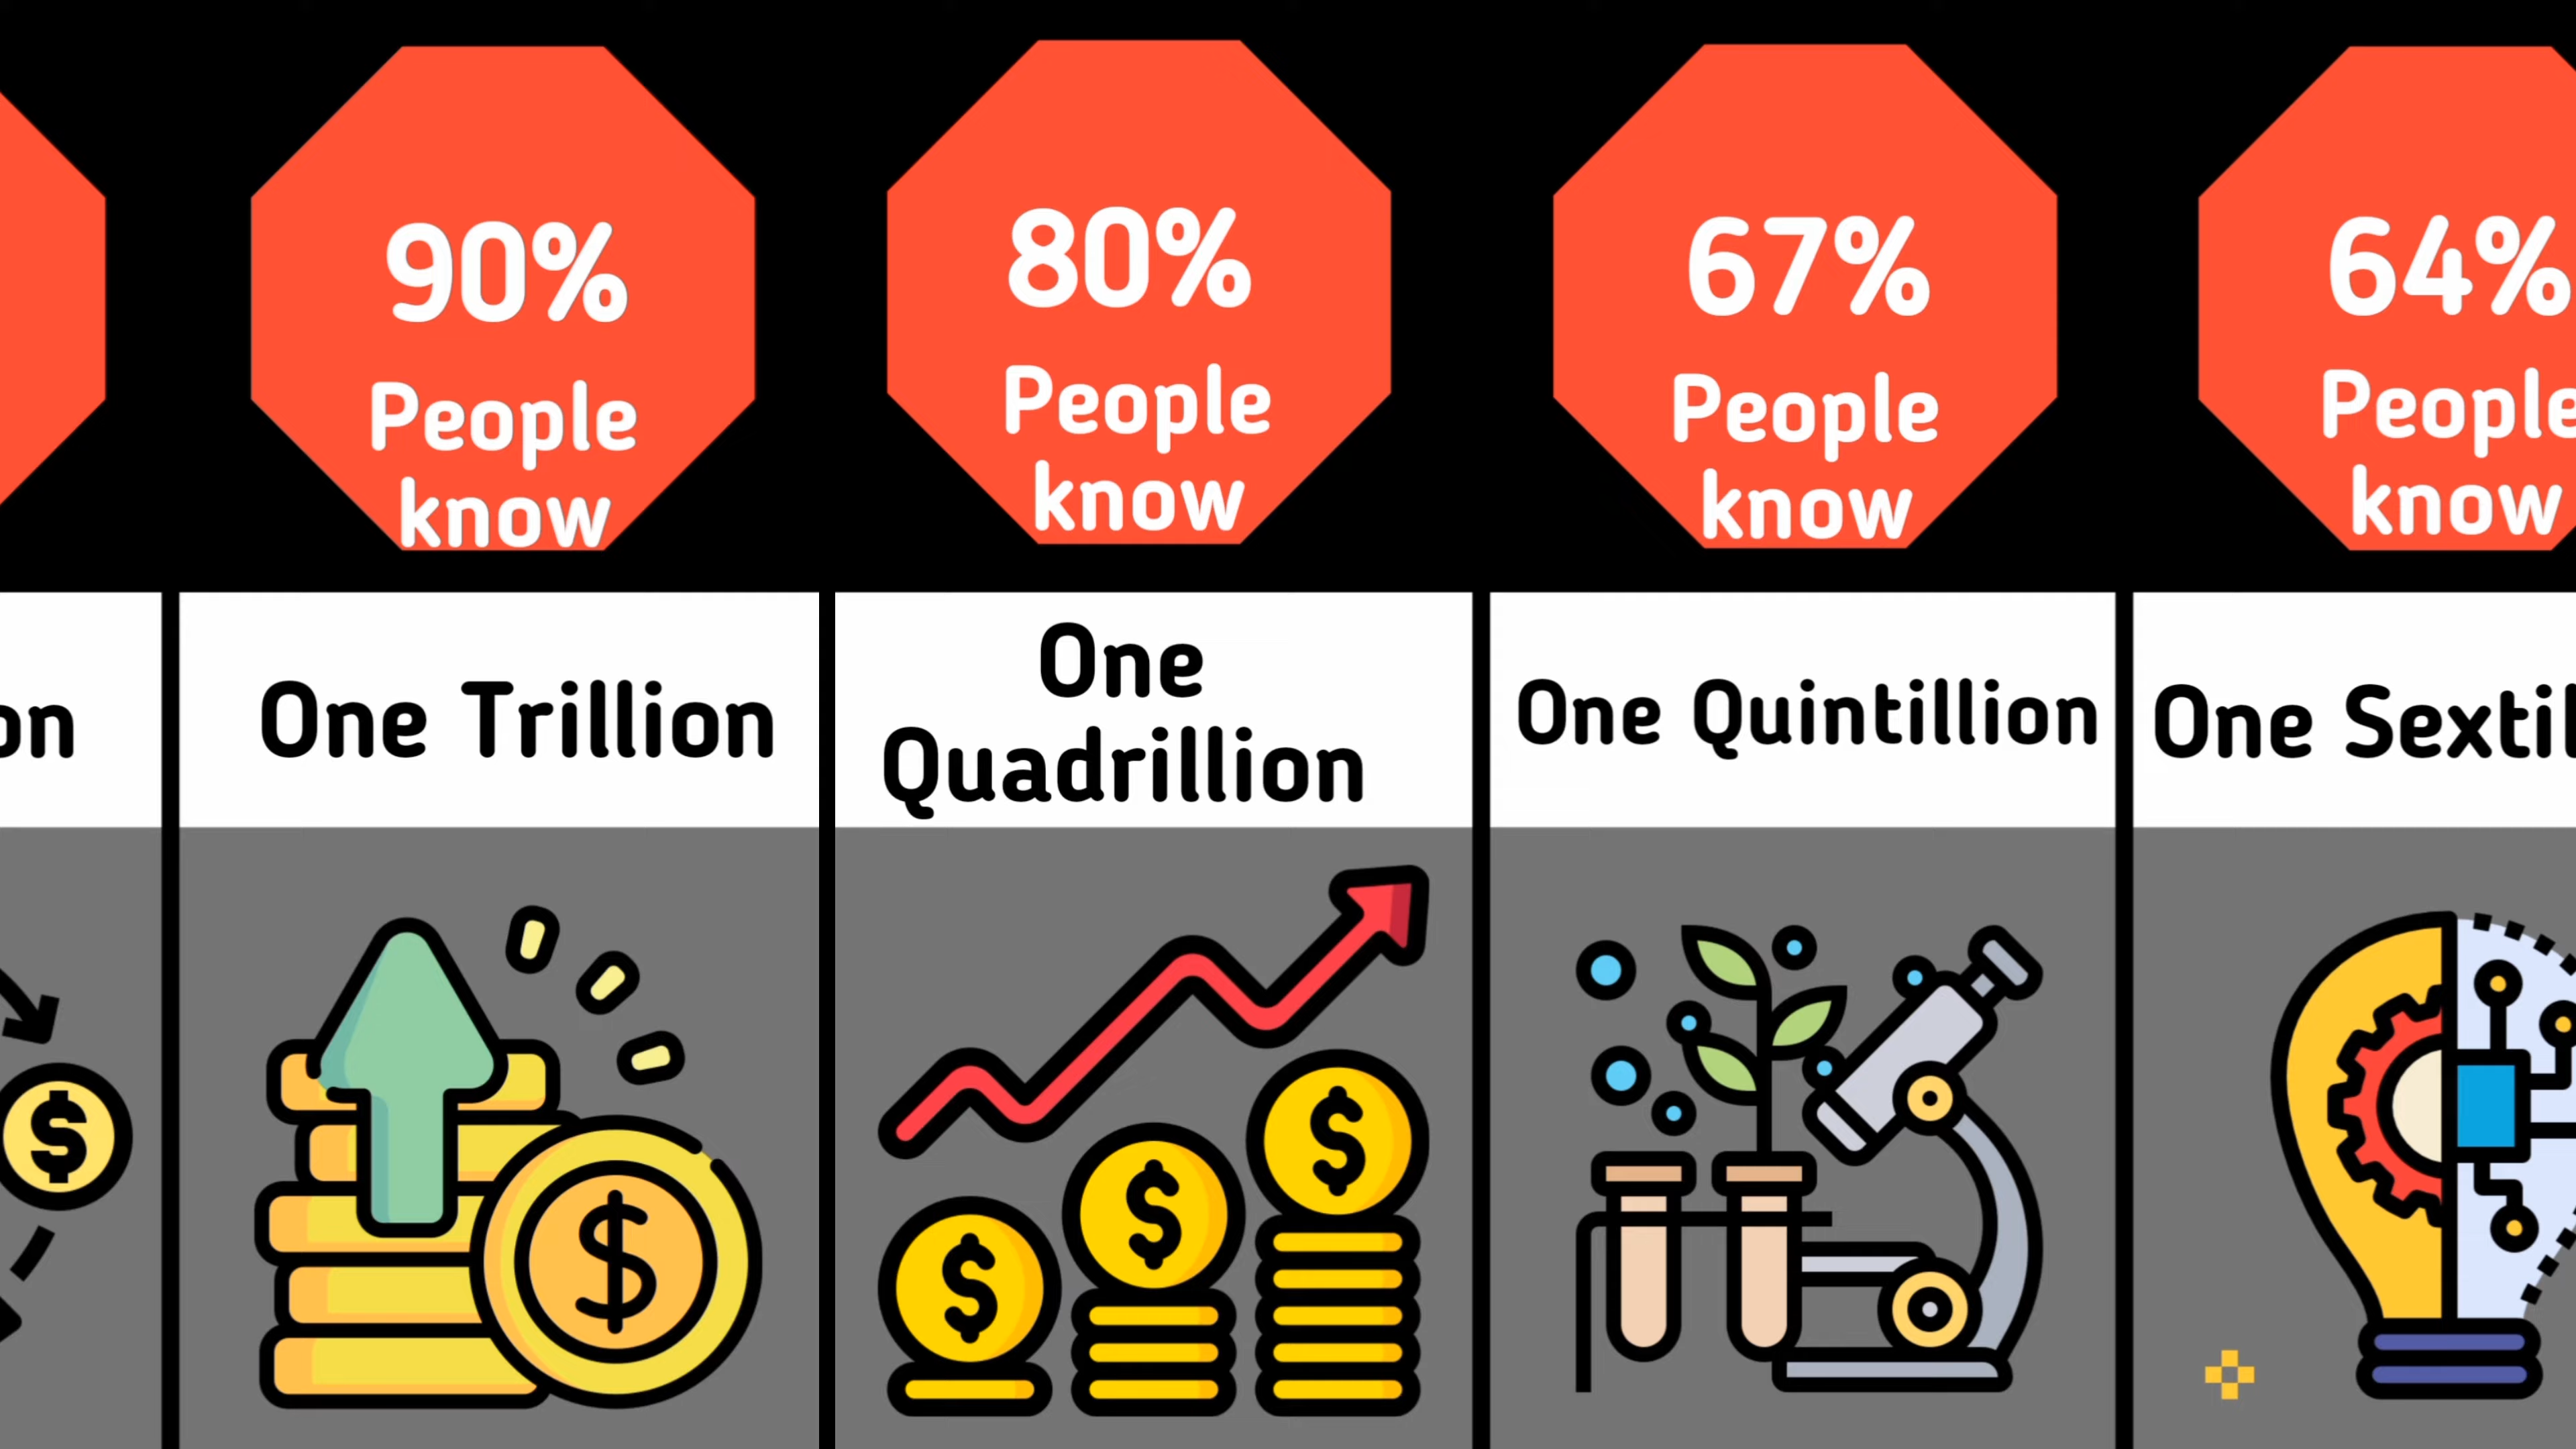 90%
People
know
80%
People
know
67%
People
know
64%
People
know
on
One Trillion
One
Quadrillion
One Quintillion
One Sextil